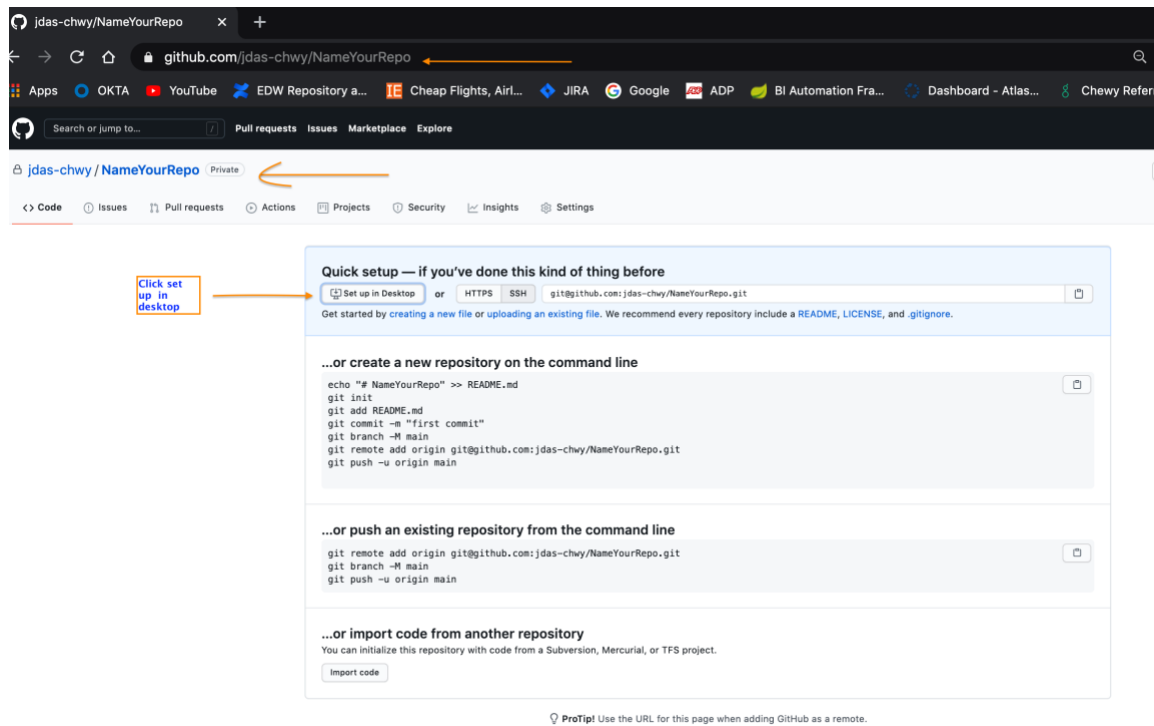 jdas-chwy/NameYourRepo
github.com/jdas-chwy/NameYourRepo
Apps OKTA YouTube EDW Repository a... IE Cheap Flights, Airl... JIRA Google ADP BI Automation Fra... Dashboard - Atlas... Chewy Refer
Search or jump to... / Pull requests Issues Marketplace Explore
jdas-chwy / NameYourRepo Private
<> Code Issues Pull requests Actions Projects Security Insights Settings
Quick setup — if you've done this kind of thing before
Click set
up in
desktop
Set up in Desktop or HTTPS SSH git@github.com:jdas-chwy/NameYourRepo.git
Get started by creating a new file or uploading an existing file. We recommend every repository include a README, LICENSE, and .gitignore.
...or create a new repository on the command line
echo "# NameYourRepo" >> README.md
git init
git add README.md
git commit -m "first commit"
git branch -M main
git remote add origin git@github.com:jdas-chwy/NameYourRepo.git
git push -u origin main
...or push an existing repository from the command line
git remote add origin git@github.com:jdas-chwy/NameYourRepo.git
git branch -M main
git push -u origin main
...or import code from another repository
You can initialize this repository with code from a Subversion, Mercurial, or TFS project.
Import code
ProTip! Use the URL for this page when adding GitHub as a remote.